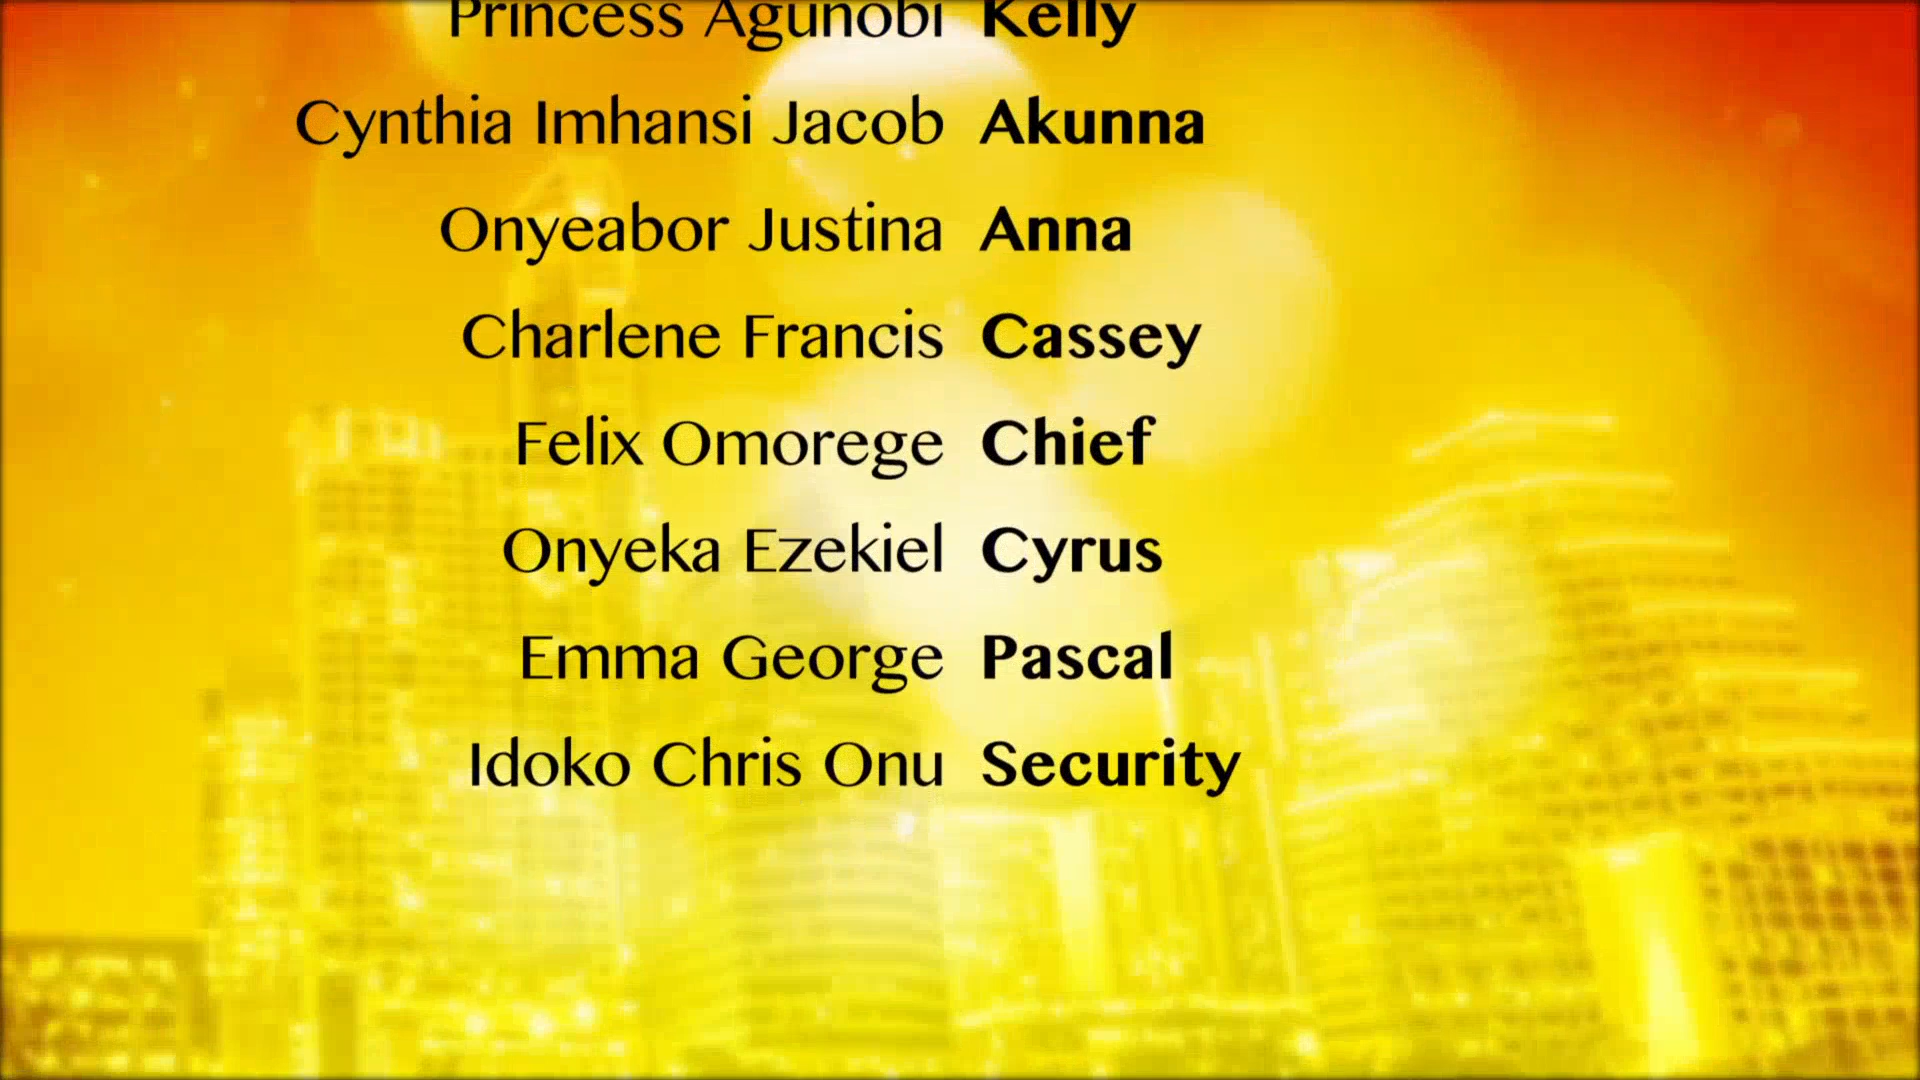 Princess Agunobi Kelly
Cynthia Imhansi Jacob Akunna
Onyeabor Justina Anna
Charlene Francis Cassey
Felix Omorege Chief
Onyeka Ezekiel Cyrus
Emma George Pascal
Idoko Chris Onu Security